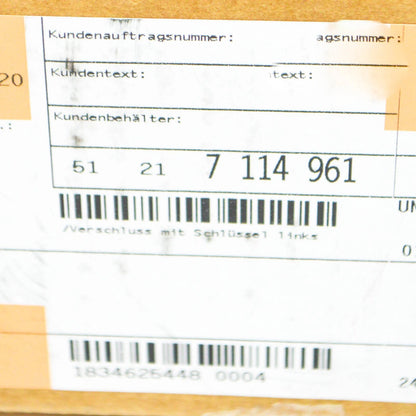 Kundenauftragsnummer: agsnummer:
Kundentext: text:
20
.:
Kundenbehälter:
51 21 7 114 961
UN
/Verschluss mit Schlüssel links
0
1834625448 0004
24